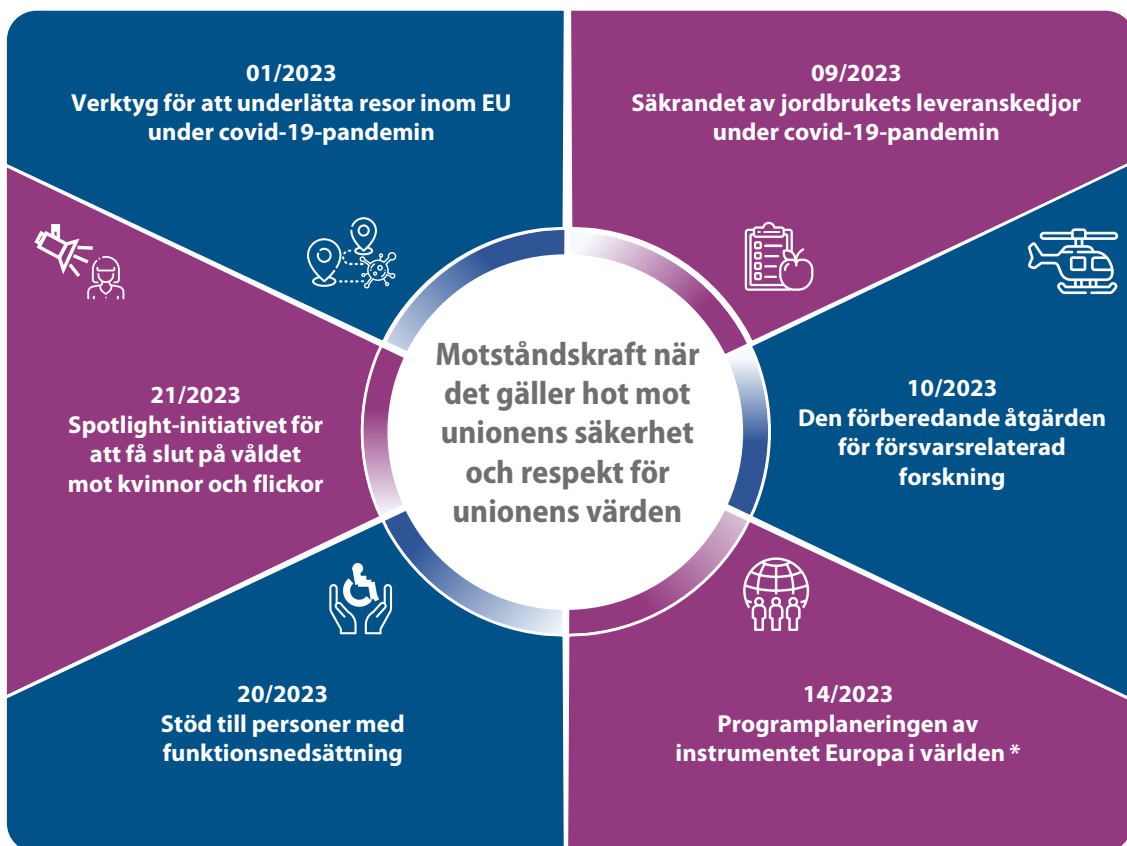 01/2023
Verktyg för att underlätta resor inom EU
under covid-19-pandemin
09/2023
Säkrandet av jordbrukets leveranskedjor
under covid-19-pandemin
21/2023
Spotlight-initiativet för
att få slut på våldet
mot kvinnor och flickor
Motståndskraft när
det gäller hot mot
unionens säkerhet
och respekt för
unionens värden
10/2023
Den förberedande åtgärden
för försvarsrelaterad
forskning
20/2023
Stöd till personer med
funktionsnedsättning
14/2023
Programplaneringen av
instrumentet Europa i världen *